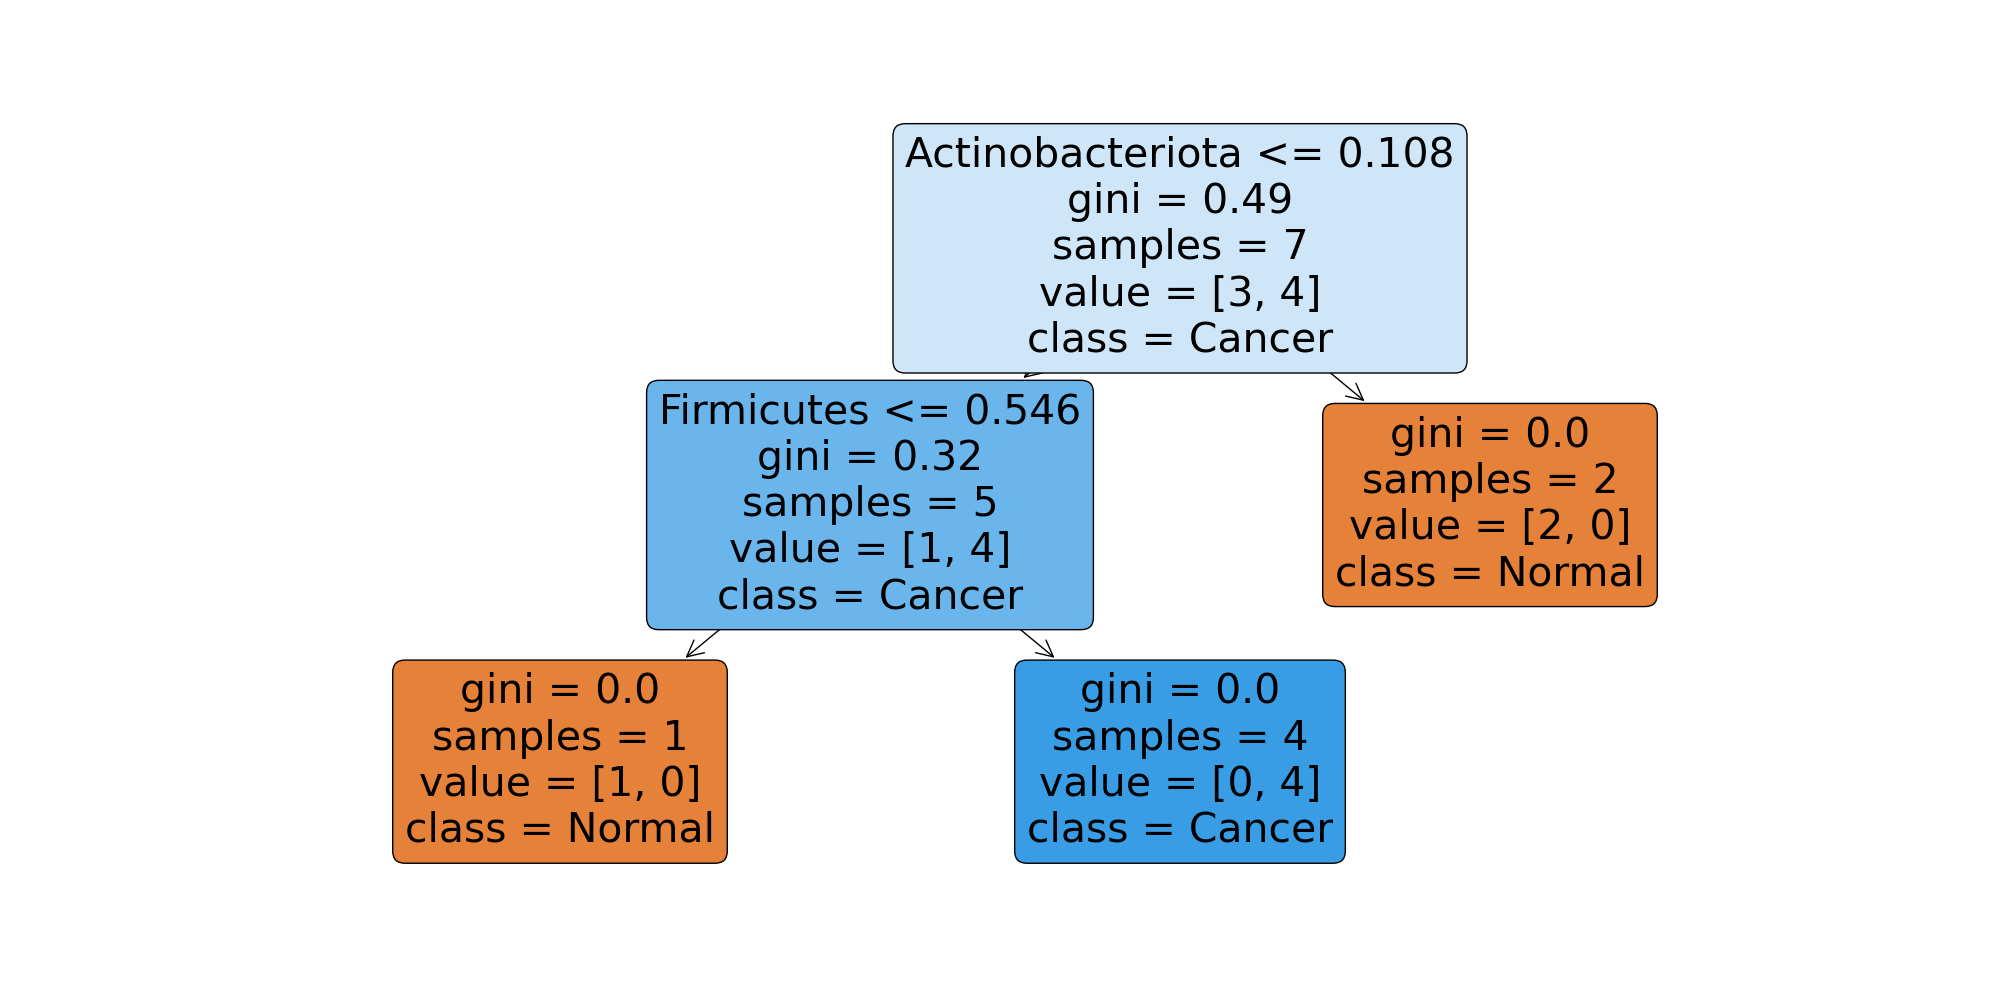 Actinobacteriota <= 0.108
gini = 0.49
samples = 7
value = [3, 4]
class = Cancer
Firmicutes <= 0.546
gini = 0.32
samples = 5
value = [1, 4]
class = Cancer
gini = 0.0
samples = 2
value = [2, 0]
class = Normal
gini = 0.0
samples = 1
value = [1, 0]
class = Normal
gini = 0.0
samples = 4
value = [0, 4]
class = Cancer